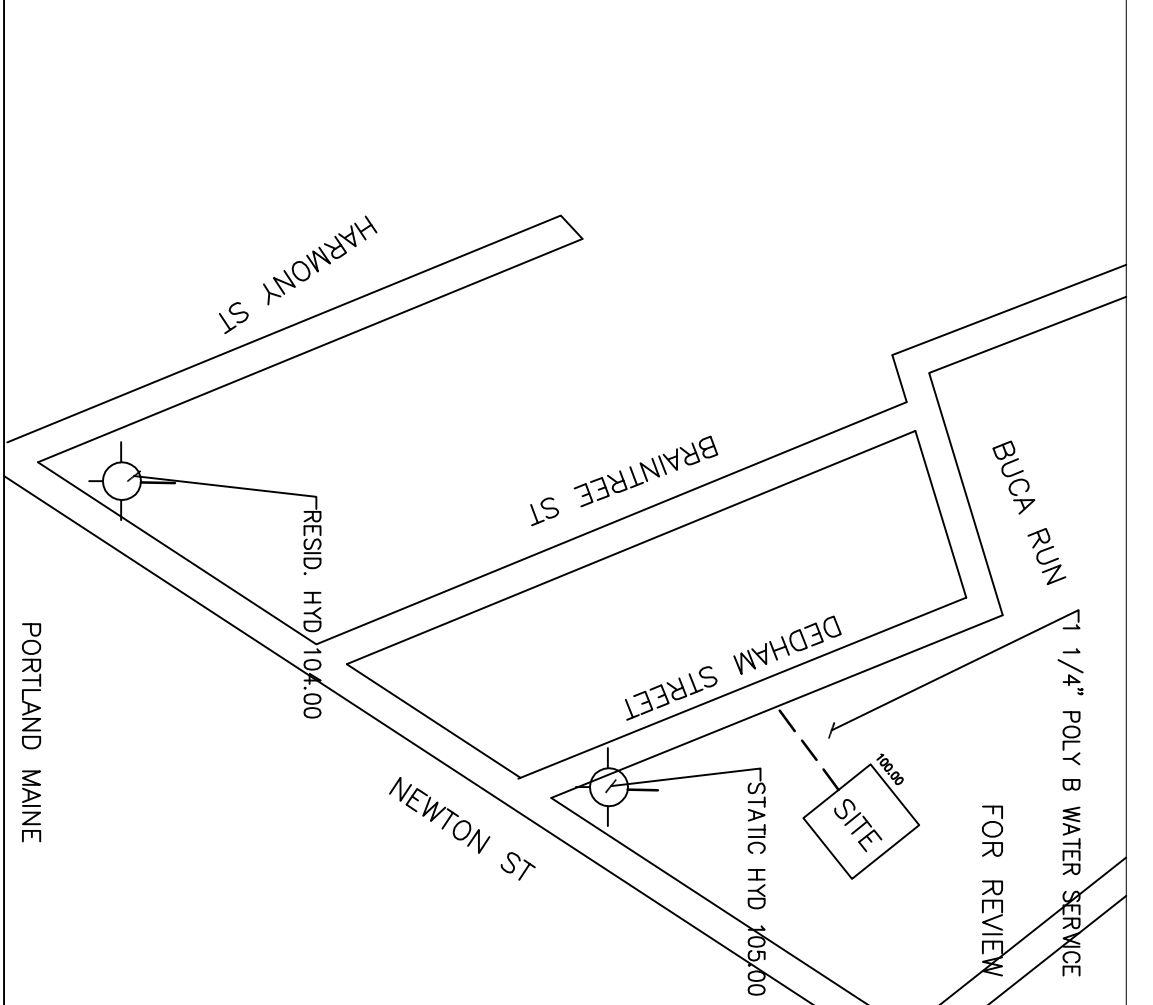 HARMONY ST
BRAINTREE ST
BUCA RUN
RESID. HYD 104.00
DEDHAM STREET
1 1/4" POLY B WATER SERVICE
PORTLAND MAINE
NEWTON ST
STATIC HYD 105.00
100.00
SITE
FOR REVIEW